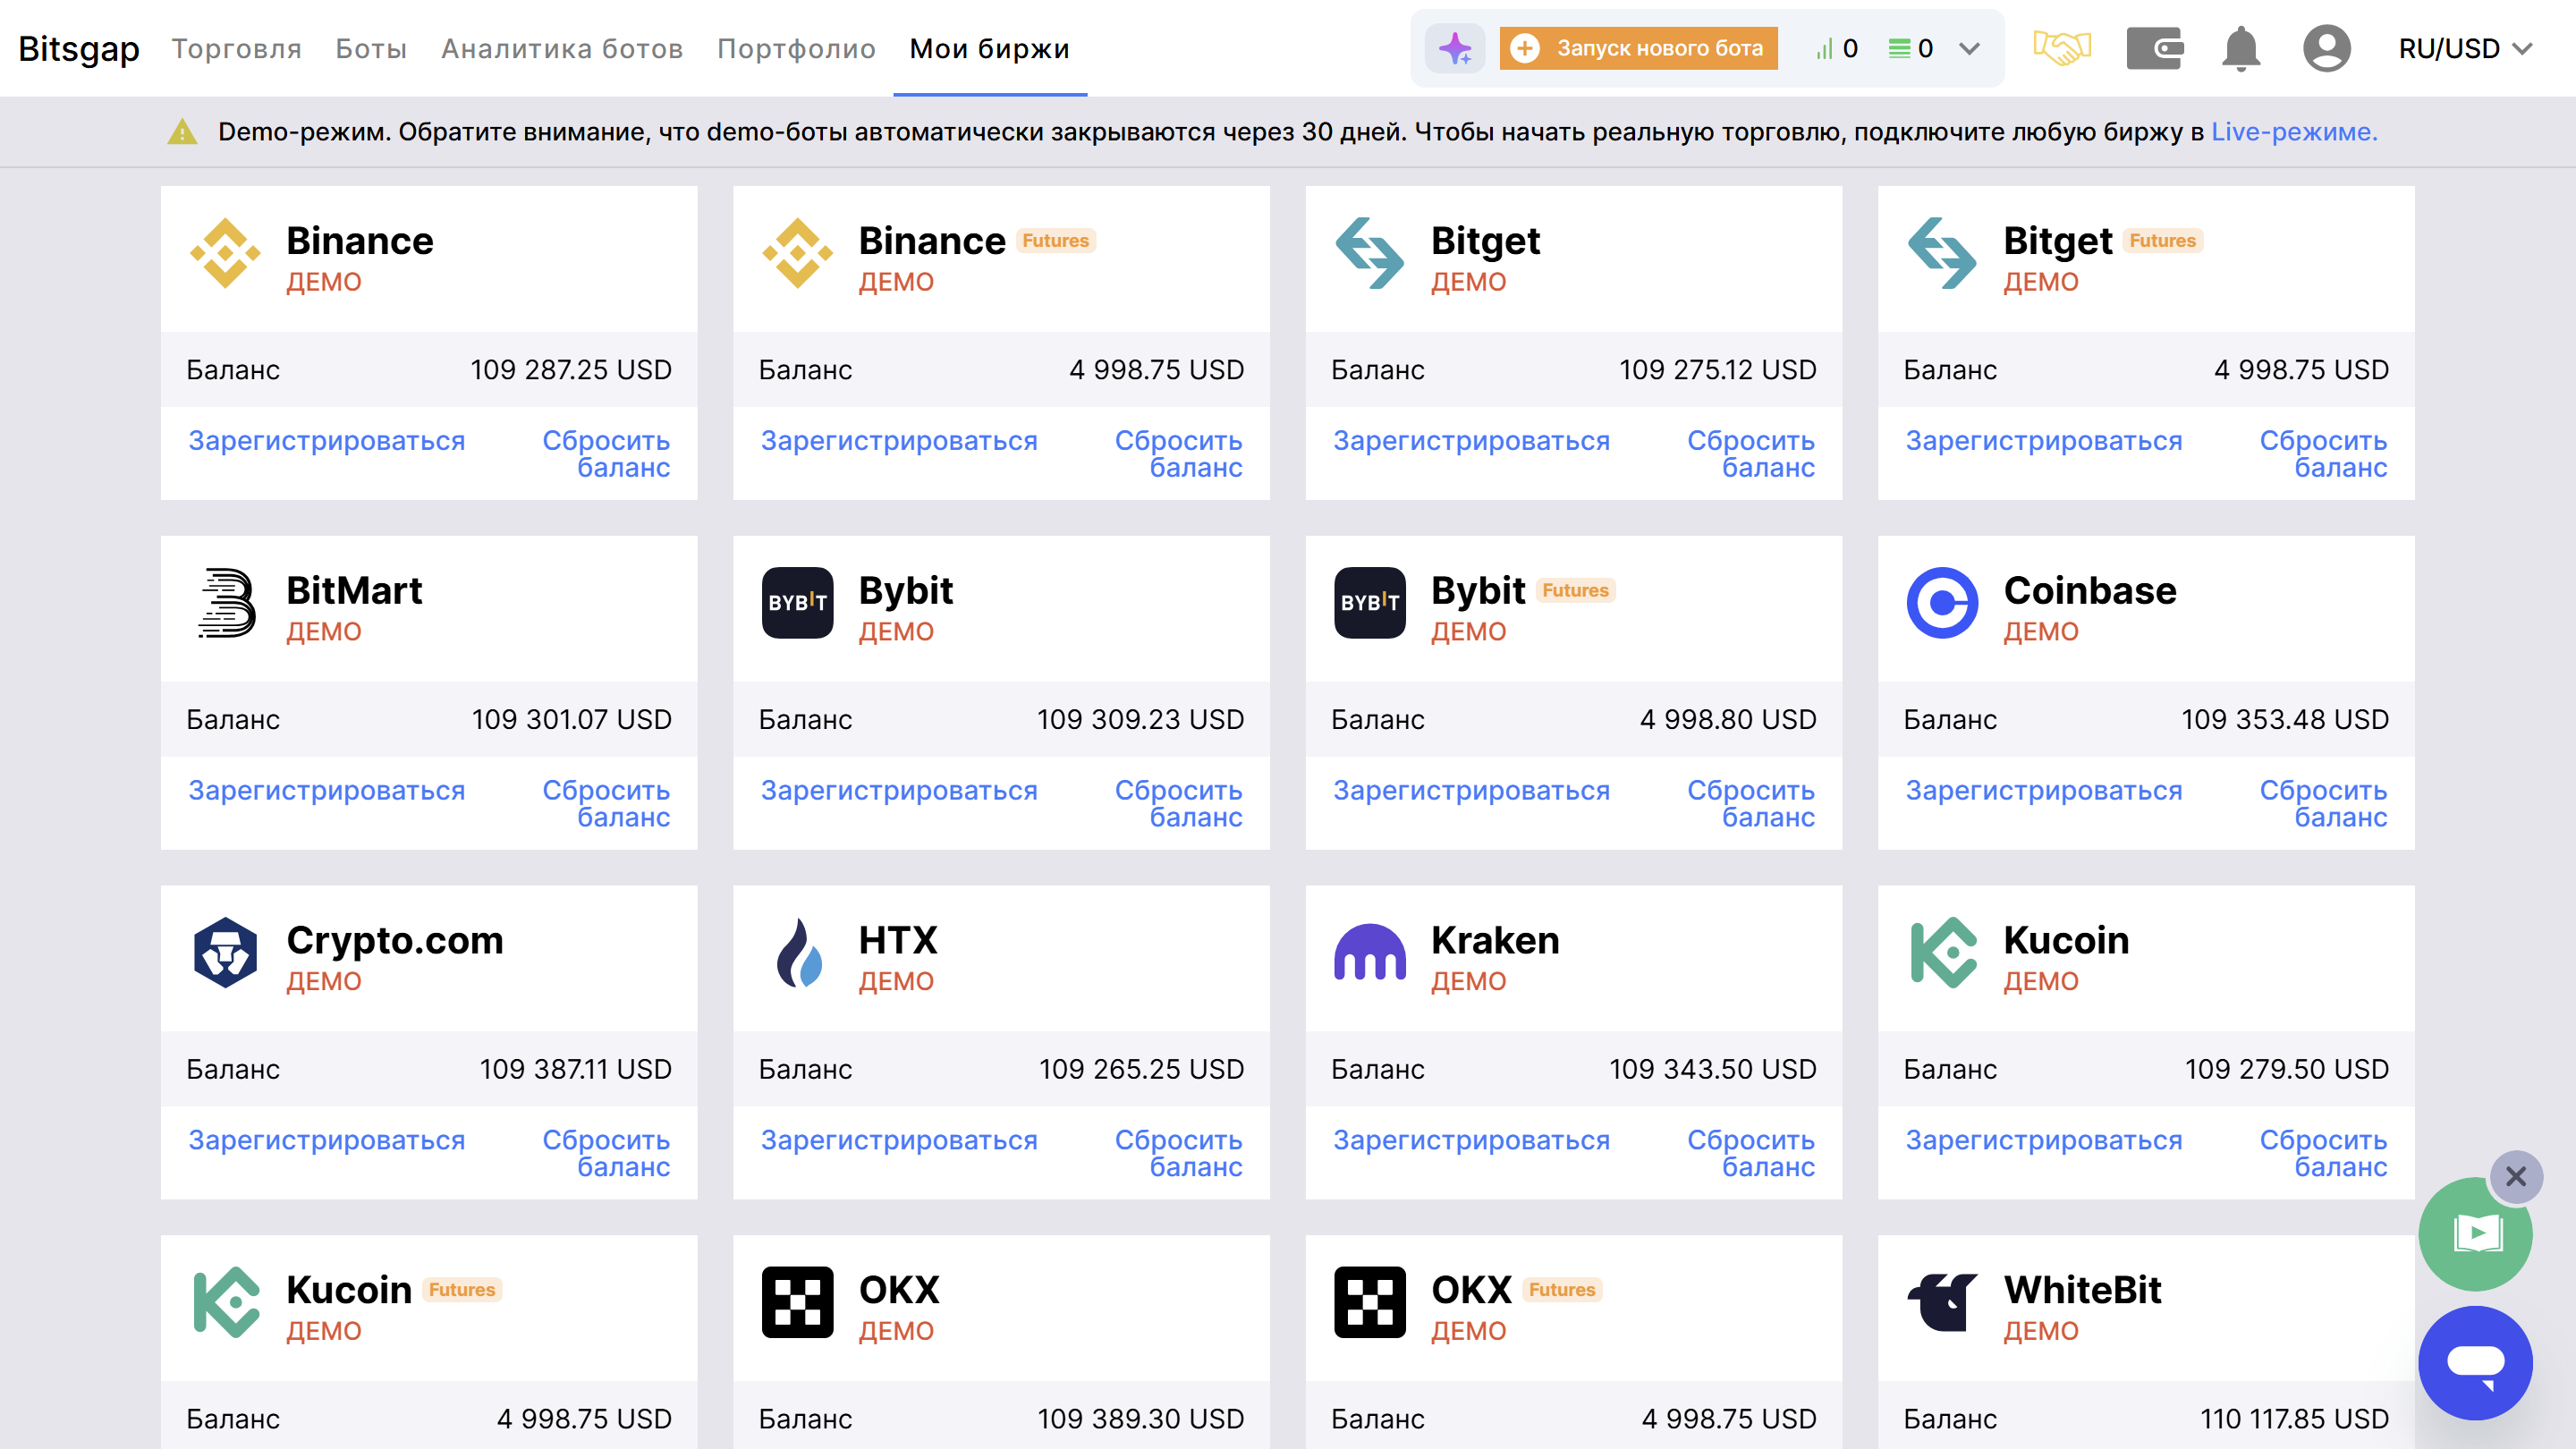 Bitsgap Торговля Боты Аналитика ботов Портфолио Мои биржи Запуск нового бота 0 0 RU/USD
Demo-режим. Обратите внимание, что demo-боты автоматически закрываются через 30 дней. Чтобы начать реальную торговлю, подключите любую биржу в Live-режиме.
Binance
ДЕМО
Баланс 109 287.25 USD
Зарегистрироваться Сбросить
баланс
Binance Futures
ДЕМО
Баланс 4 998.75 USD
Зарегистрироваться Сбросить
баланс
Bitget
ДЕМО
Баланс 109 275.12 USD
Зарегистрироваться Сбросить
баланс
Bitget Futures
ДЕМО
Баланс 4 998.75 USD
Зарегистрироваться Сбросить
баланс
BitMart
ДЕМО
Баланс 109 301.07 USD
Зарегистрироваться Сбросить
баланс
BYBIT
Bybit
ДЕМО
Баланс 109 309.23 USD
Зарегистрироваться Сбросить
баланс
BYBIT
Bybit Futures
ДЕМО
Баланс 4 998.80 USD
Зарегистрироваться Сбросить
баланс
Coinbase
ДЕМО
Баланс 109 353.48 USD
Зарегистрироваться Сбросить
баланс
Crypto.com
ДЕМО
Баланс 109 387.11 USD
Зарегистрироваться Сбросить
баланс
HTX
ДЕМО
Баланс 109 265.25 USD
Зарегистрироваться Сбросить
баланс
Kraken
ДЕМО
Баланс 109 343.50 USD
Зарегистрироваться Сбросить
баланс
Kucoin
ДЕМО
Баланс 109 279.50 USD
Зарегистрироваться Сбросить
баланс
Kucoin Futures
ДЕМО
Баланс 4 998.75 USD
OKX
ДЕМО
Баланс 109 389.30 USD
OKX Futures
ДЕМО
Баланс 4 998.75 USD
WhiteBit
ДЕМО
Баланс 110 117.85 USD